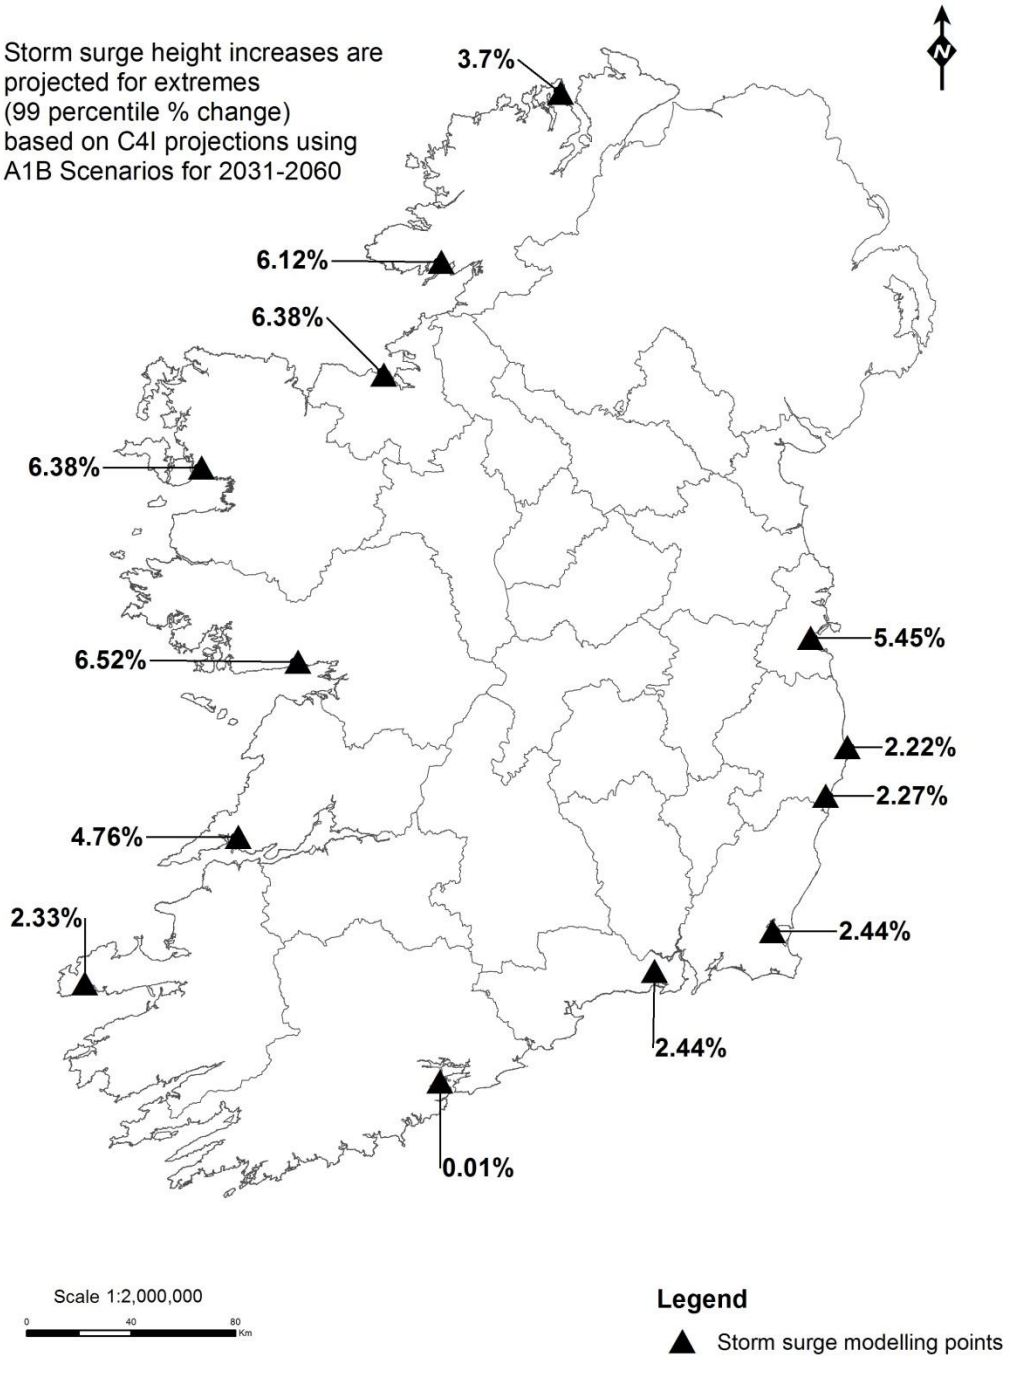 Storm surge height increases are
projected for extremes
(99 percentile % change)
based on C4I projections using
A1B Scenarios for 2031-2060
N
3.7%
6.12%
6.38%
6.38%
6.52%
5.45%
2.22%
2.27%
4.76%
2.33%
2.44%
2.44%
0.01%
Scale 1:2,000,000
0 40 80
Km
Legend
Storm surge modelling points